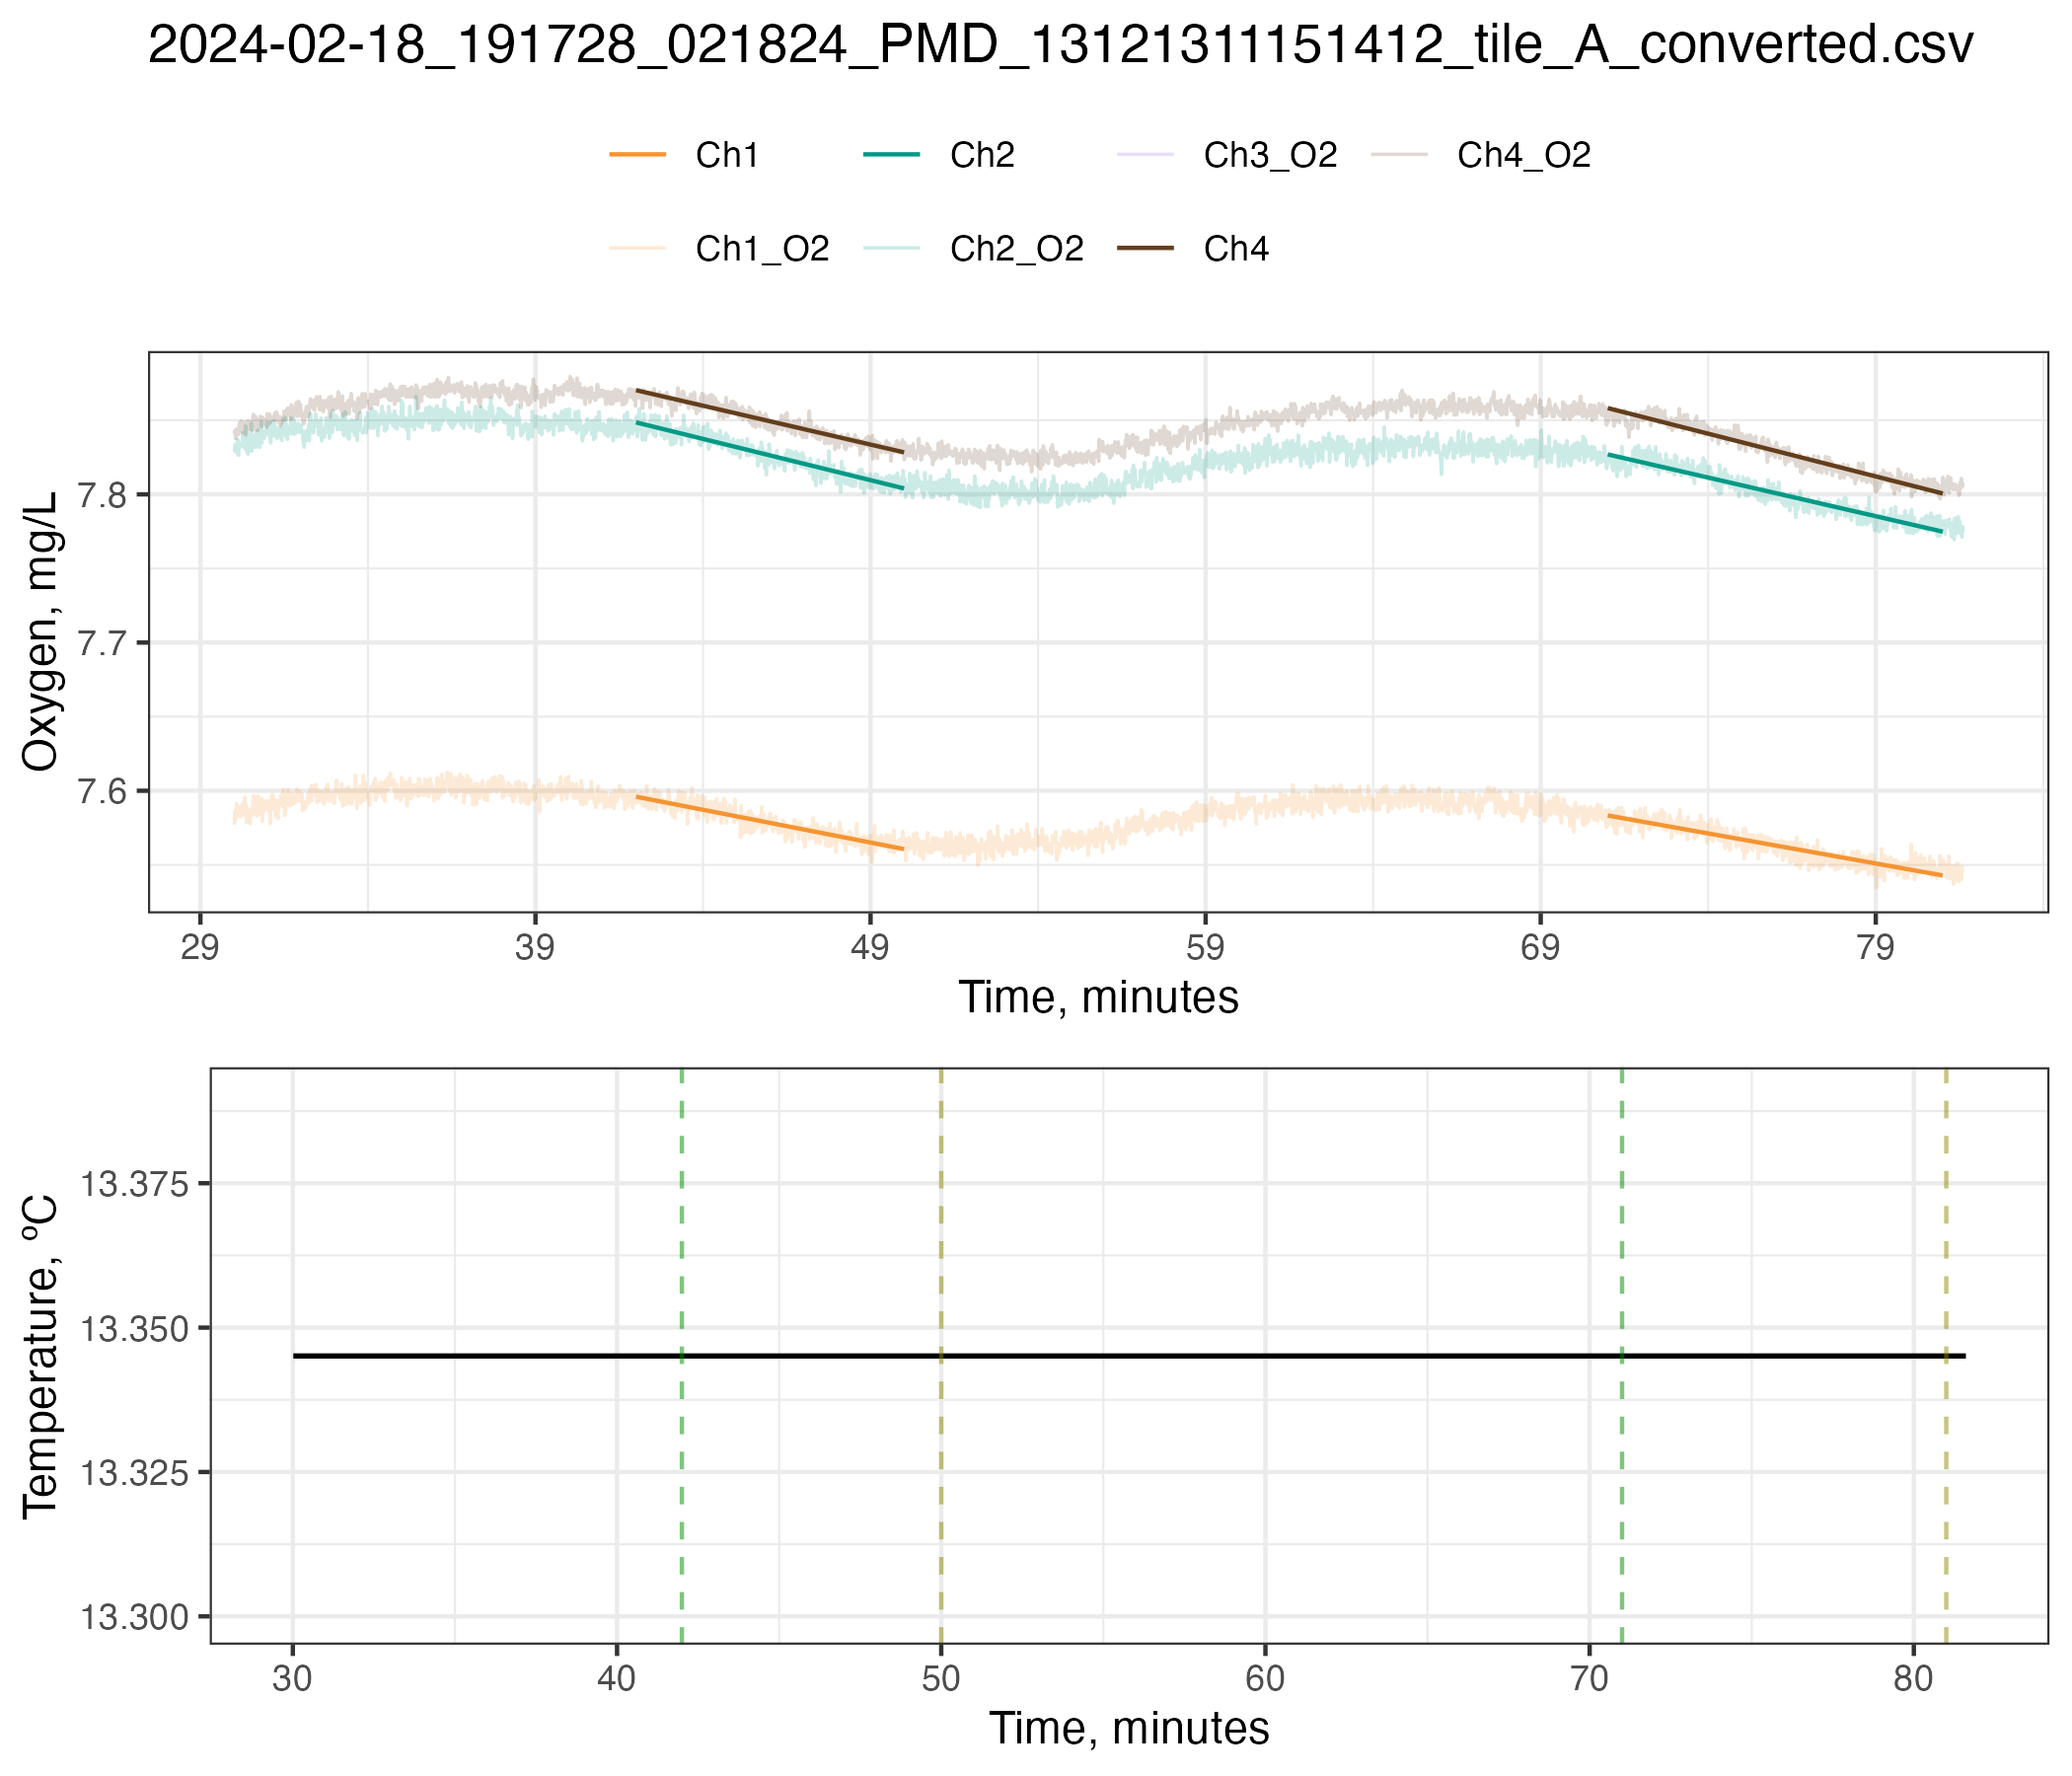 2024-02-18_191728_021824_PMD_13121311151412_tile_A_converted.csv
Ch1 Ch2 Ch3_O2 Ch4_O2
Ch1_O2 Ch2_O2 Ch4
Oxygen, mg/L
7.8
7.7
7.6
29 39 49 59 69 79
Time, minutes
Temperature, ºC
13.375
13.350
13.325
13.300
30 40 50 60 70 80
Time, minutes